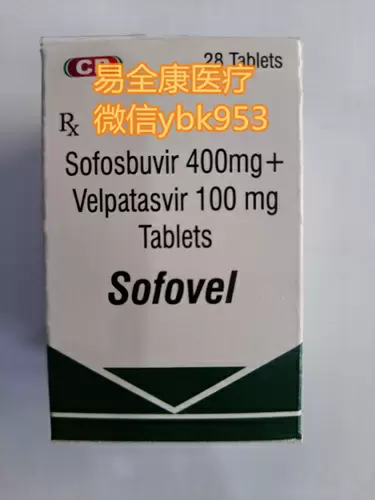 CP
28 Tablets
易全康医疗
Rx
微信ybk953
Sofosbuvir 400mg+
Velpatasvir 100 mg
Tablets
Sofovel